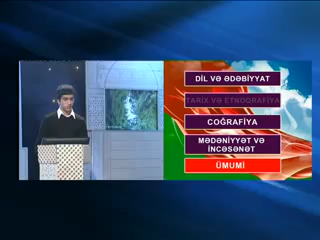 DİL VƏ ƏDƏBİYYAT
TARİX VƏ ETNOQRAFİYA
COĞRAFİYA
MƏDƏNİYYƏT VƏ
İNCƏSƏNƏT
ÜMUMİ